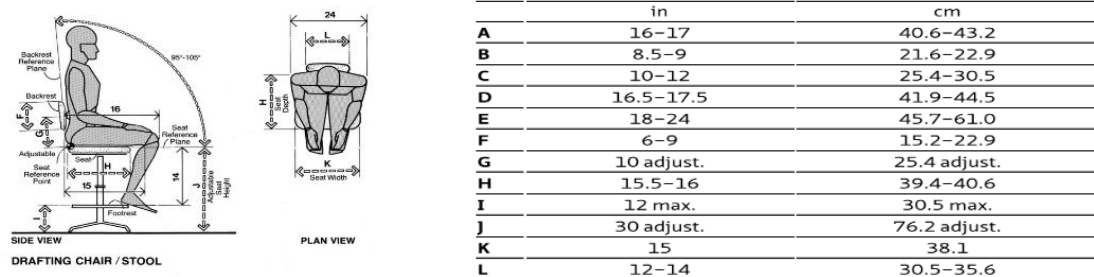 24
L
H
Seat
Depth
K
Seat Width
PLAN VIEW
95°-105°
Backrest
Reference
Plane
Backrest
F
G
16
Seat
Reference
Plane
Adjustable
Seat
H
Seat
Reference
Point
15
14
J
Adjustable
Seat
Height
Footrest
I
SIDE VIEW
DRAFTING CHAIR / STOOL
in cm
A 16–17 40.6–43.2
B 8.5–9 21.6–22.9
C 10–12 25.4–30.5
D 16.5–17.5 41.9–44.5
E 18–24 45.7–61.0
F 6–9 15.2–22.9
G 10 adjust. 25.4 adjust.
H 15.5–16 39.4–40.6
I 12 max. 30.5 max.
J 30 adjust. 76.2 adjust.
K 15 38.1
L 12–14 30.5–35.6